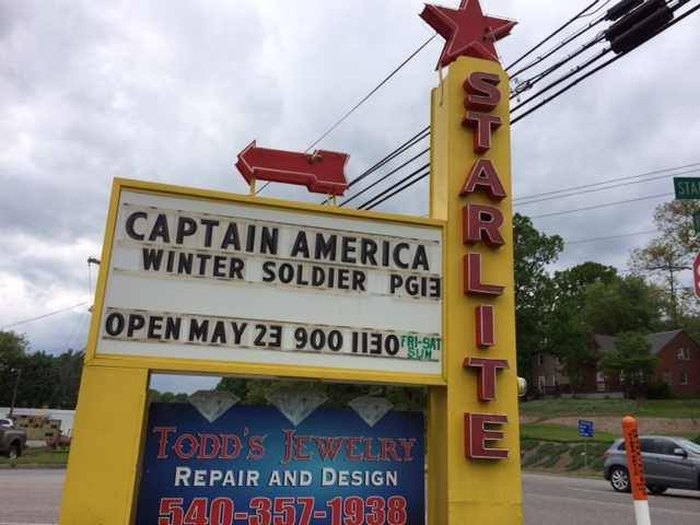 STARLITE
CAPTAIN AMERICA
WINTER SOLDIER PG13
OPEN MAY 23 900 1130 FRI-SAT
SUN
TODD'S JEWELRY
REPAIR AND DESIGN
540-357-1938
STA